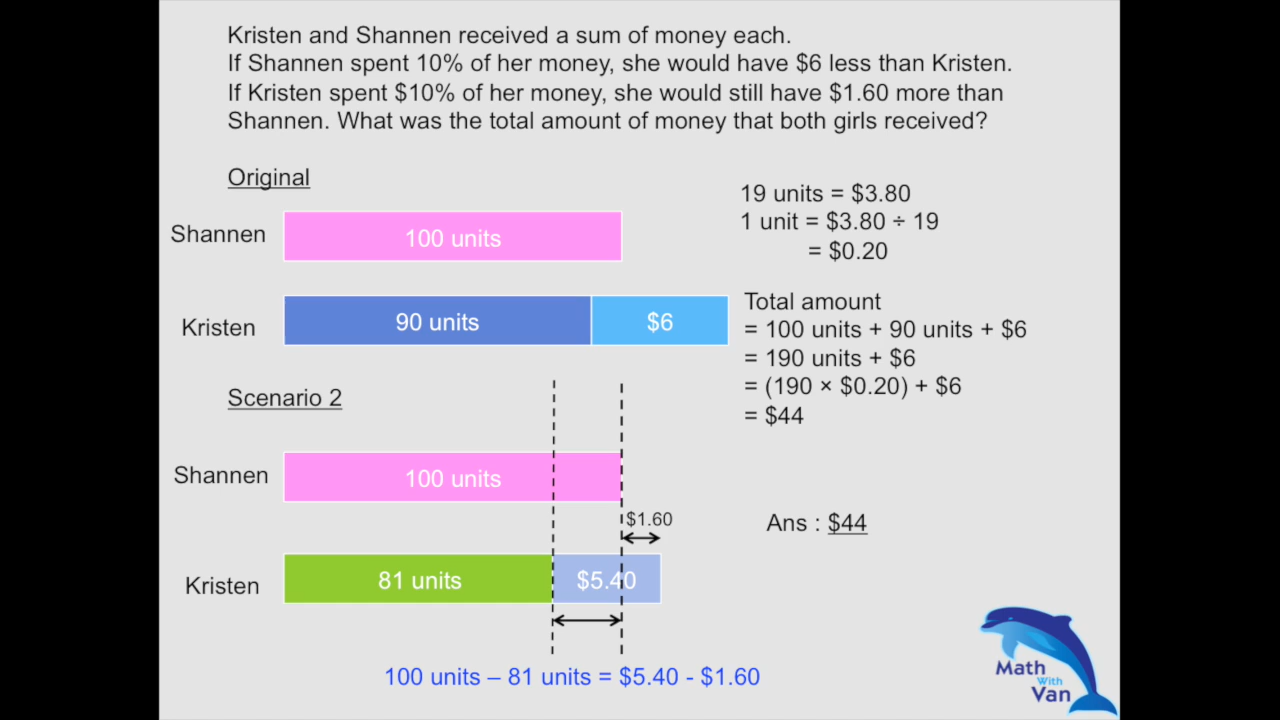 Kristen and Shannen received a sum of money each.
If Shannen spent 10% of her money, she would have $6 less than Kristen.
If Kristen spent $10% of her money, she would still have $1.60 more than
Shannen. What was the total amount of money that both girls received?
Original
Shannen
100 units
Kristen
90 units
$6
Scenario 2
Shannen
100 units
$1.60
Kristen
81 units
$5.40
100 units – 81 units = $5.40 - $1.60
19 units = $3.80
1 unit = $3.80 ÷ 19
= $0.20
Total amount
= 100 units + 90 units + $6
= 190 units + $6
= (190 × $0.20) + $6
= $44
Ans : $44
Math
With
Van